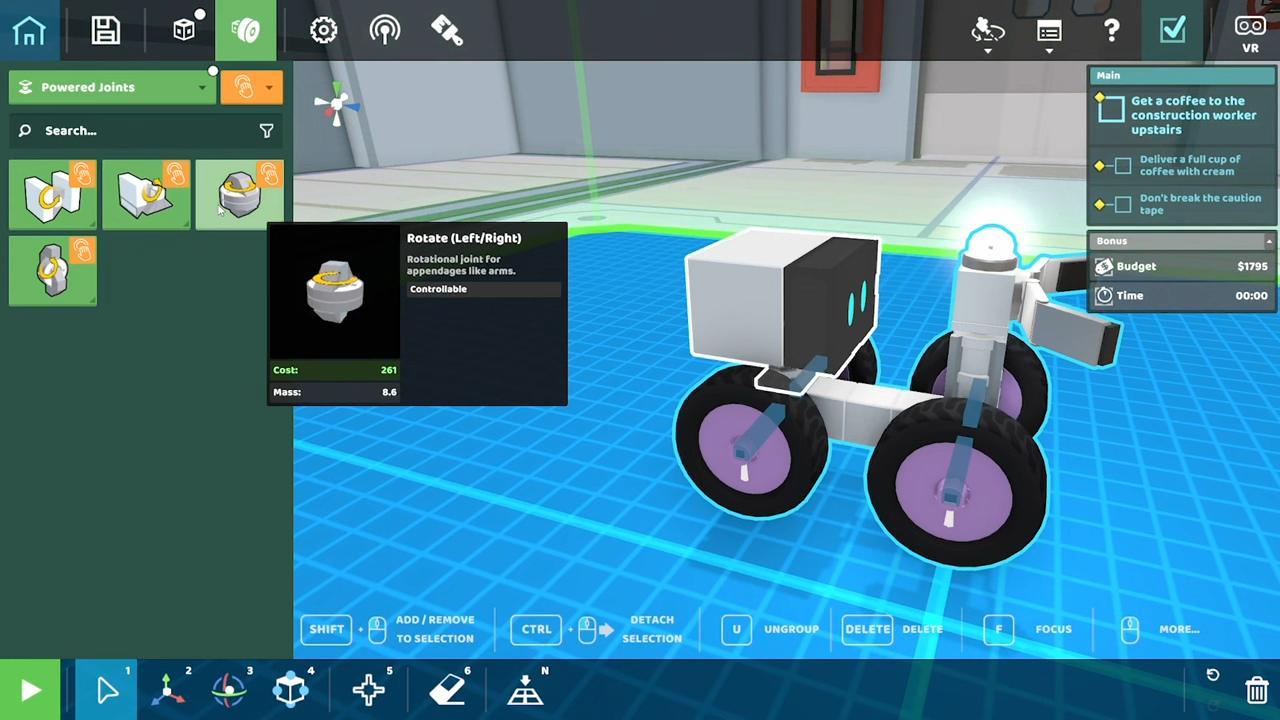 VR
Powered Joints
Search...
Rotate (Left/Right)
Rotational joint for
appendages like arms.
Controllable
Cost: 261
Mass: 8.6
Main
Get a coffee to the
construction worker
upstairs
Deliver a full cup of
coffee with cream
Don't break the caution
tape
Bonus
Budget $1795
Time 00:00
SHIFT + ADD / REMOVE
TO SELECTION
CTRL + DETACH
SELECTION
U UNGROUP
DELETE DELETE
F FOCUS
MORE...
1 2 3 4 5 6 N